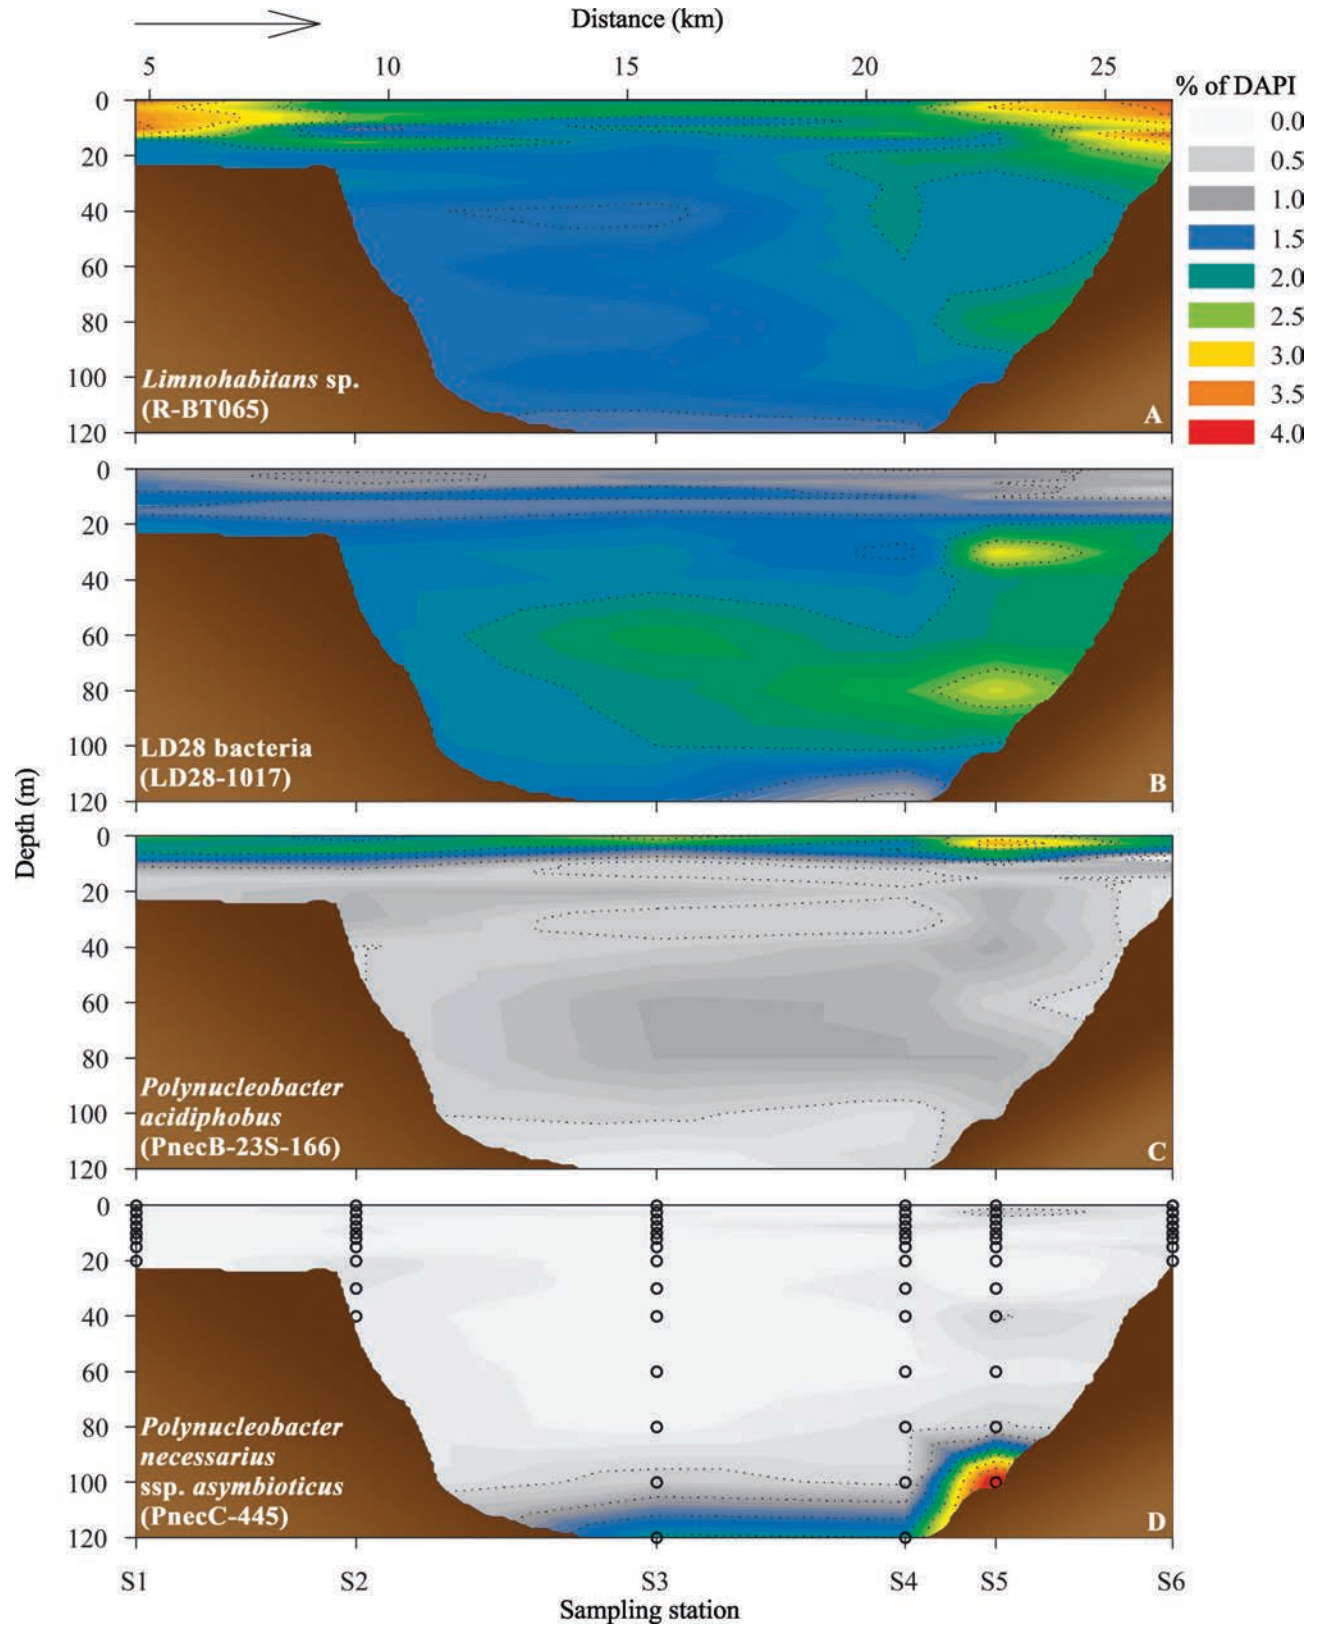 Distance (km)
5 10 15 20 25
% of DAPI
0.0
0.5
1.0
1.5
2.0
2.5
3.0
3.5
4.0
0
20
40
60
80
100
120
Limnohabitans sp.
(R-BT065)
A
0
20
40
60
80
100
120
LD28 bacteria
(LD28-1017)
B
Depth (m)
0
20
40
60
80
100
120
Polynucleobacter
acidiphobus
(PnecB-23S-166)
C
0
20
40
60
80
100
120
Polynucleobacter
necessarius
ssp. asymbioticus
(PnecC-445)
D
S1 S2 S3 S4 S5 S6
Sampling station